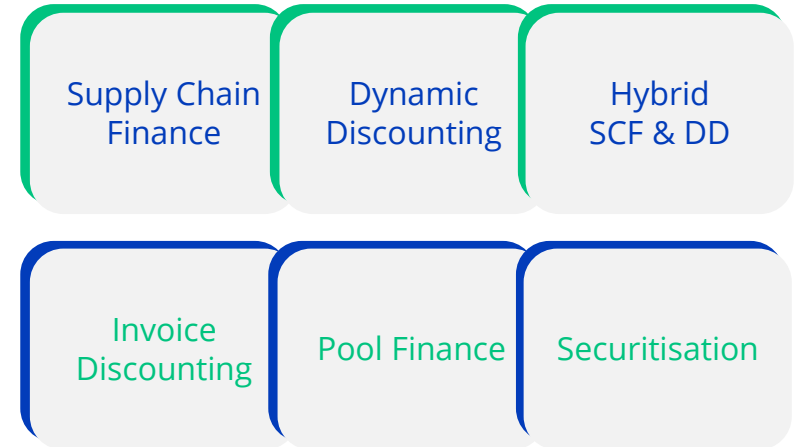 Supply Chain
Finance
Dynamic
Discounting
Hybrid
SCF & DD
Invoice
Discounting
Pool Finance
Securitisation